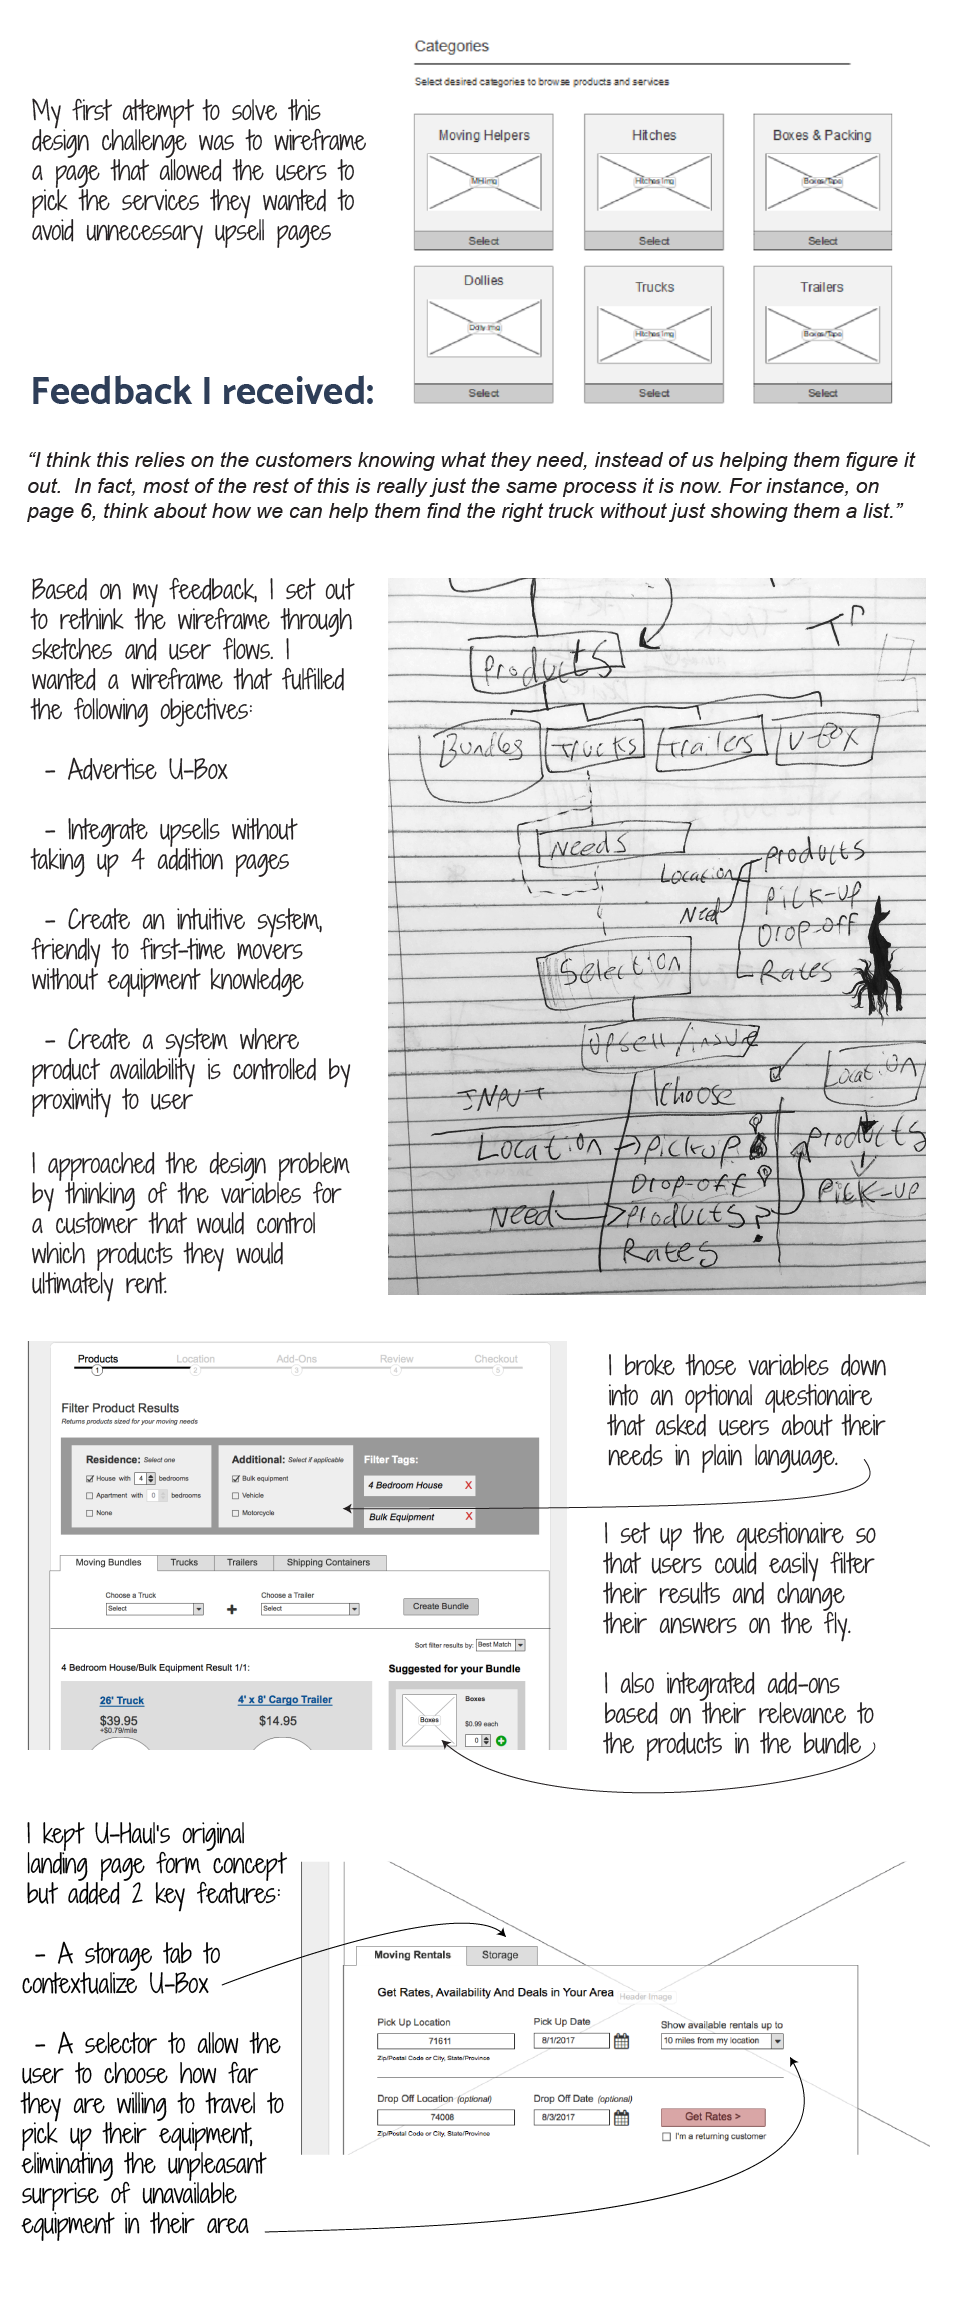 Categories
Select desired categories to browse products and services
My first attempt to solve this
design challenge was to wireframe
a page that allowed the users to
pick the services they wanted to
avoid unnecessary upsell pages
Moving Helpers
Hitches
Boxes & Packing
MH Img
Hitches Img
Boxes/Tape
Select
Select
Select
Dollies
Trucks
Trailers
Dolly Img
Hitches Img
Boxes/Tape
Select
Select
Select
Feedback I received:
“I think this relies on the customers knowing what they need, instead of us helping them figure it
out.  In fact, most of the rest of this is really just the same process it is now. For instance, on
page 6, think about how we can help them find the right truck without just showing them a list.”
Based on my feedback, I set out
to rethink the wireframe through
sketches and user flows. I
wanted a wireframe that fulfilled
the following objectives:
- Advertise U-Box
- Integrate upsells without
taking up 4 addition pages
- Create an intuitive system,
friendly to first-time movers
without equipment knowledge
- Create a system where
product availability is controlled by
proximity to user
I approached the design problem
by thinking of the variables for
a customer that would control
which products they would
ultimately rent.
Products
Bundles
Trucks
Trailers
U-Box
Needs
Location
Need
products
Pick-up
Drop-off
Rates
Selection
Upsell/insure
Location
INPUT
Choose
Location
Pickup
Products
Drop-off
Pick-up
Need
Products?
Rates
Products
Location
Add-Ons
Review
Checkout
1
2
3
4
5
Filter Product Results
Returns products sized for your moving needs
Residence: Select one
Additional: Select if applicable
Filter Tags:
House with 4 bedrooms
Bulk equipment
4 Bedroom House X
Apartment with 0 bedrooms
Vehicle
None
Motorcycle
Bulk Equipment X
Moving Bundles
Trucks
Trailers
Shipping Containers
Choose a Truck
Choose a Trailer
Select
+
Select
Create Bundle
Sort filter results by: Best Match
4 Bedroom House/Bulk Equipment Result 1/1:
Suggested for your Bundle
26' Truck
4' x 8' Cargo Trailer
Boxes
$39.95
$14.95
+$0.79/mile
Boxes
$0.99 each
0
I broke those variables down
into an optional questionaire
that asked users about their
needs in plain language.
I set up the questionaire so
that users could easily filter
their results and change
their answers on the fly.
I also integrated add-ons
based on their relevance to
the products in the bundle
I kept U-Haul's original
landing page form concept
but added 2 key features:
- A storage tab to
contextualize U-Box
- A selector to allow the
user to choose how far
they are willing to travel to
pick up their equipment,
eliminating the unpleasant
surprise of unavailable
equipment in their area
Moving Rentals
Storage
Get Rates, Availability And Deals in Your Area
Header Image
Pick Up Location
Pick Up Date
Show available rentals up to
71611
8/1/2017
10 miles from my location
Zip/Postal Code or City, State/Province
Drop Off Location (optional)
Drop Off Date (optional)
74008
8/3/2017
Get Rates >
Zip/Postal Code or City, State/Province
I'm a returning customer